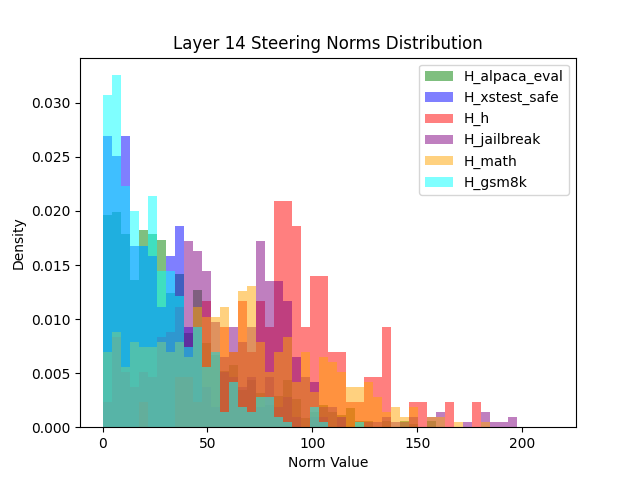 Layer 14 Steering Norms Distribution
H_alpaca_eval
H_xstest_safe
H_h
H_jailbreak
H_math
H_gsm8k
Density
0.030
0.025
0.020
0.015
0.010
0.005
0.000
0
50
100
150
200
Norm Value